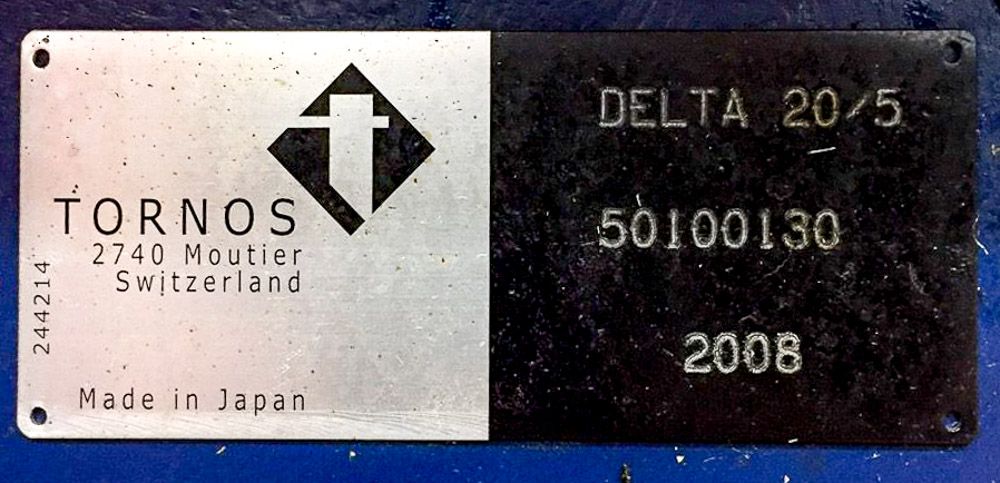 t
TORNOS
2740 Moutier
Switzerland
244214
Made in Japan
DELTA 20/5
50100130
2008